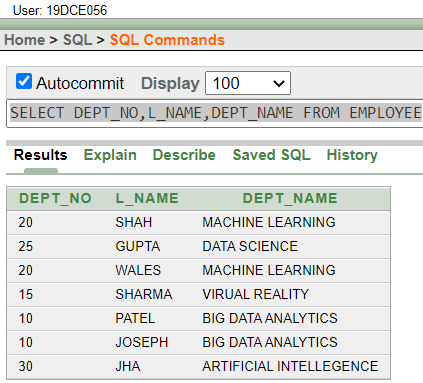 User: 19DCE056
Home > SQL > SQL Commands
Autocommit Display 100
SELECT DEPT_NO,L_NAME,DEPT_NAME FROM EMPLOYEE
Results Explain Describe Saved SQL History
DEPT_NO L_NAME DEPT_NAME
20 SHAH MACHINE LEARNING
25 GUPTA DATA SCIENCE
20 WALES MACHINE LEARNING
15 SHARMA VIRUAL REALITY
10 PATEL BIG DATA ANALYTICS
10 JOSEPH BIG DATA ANALYTICS
30 JHA ARTIFICIAL INTELLEGENCE